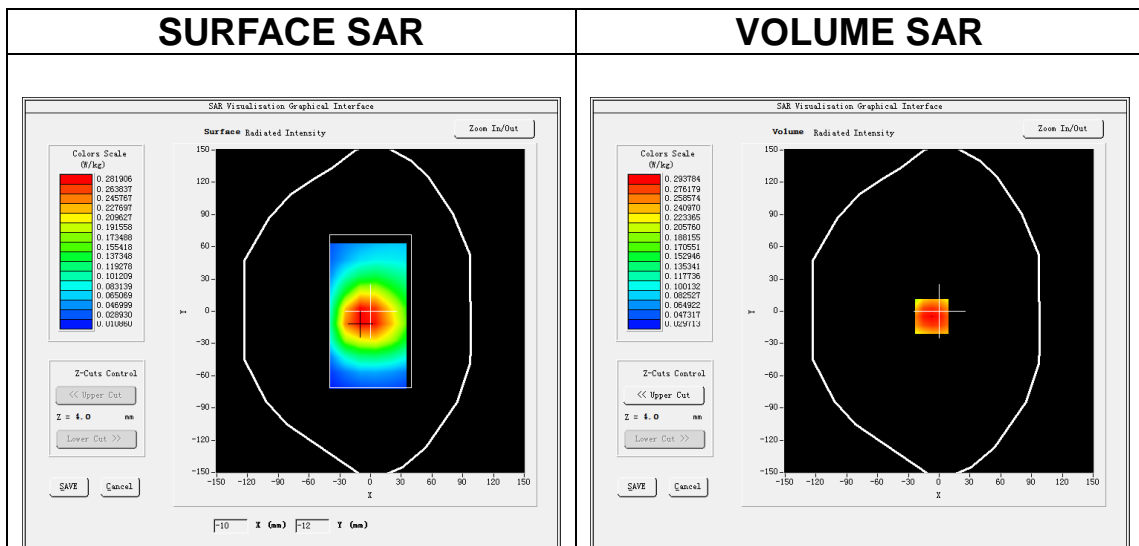 SURFACE SAR
VOLUME SAR
SAR Visualisation Graphical Interface
Surface Radiated Intensity
Zoom In/Out
Colors Scale
(W/kg)
0.281906
0.263837
0.245767
0.227697
0.209627
0.191558
0.173488
0.155418
0.137348
0.119278
0.101209
0.083139
0.065069
0.046999
0.028930
0.010860
Z-Cuts Control
<< Upper Cut
Z = 4.0 mm
Lower Cut >>
SAVE
Cancel
150
120
90
60
30
0
-30
-60
-90
-120
-150
Y
-150 -120 -90 -60 -30 0 30 60 90 120 150
X
-10 X (mm) -12 Y (mm)
SAR Visualisation Graphical Interface
Volume Radiated Intensity
Zoom In/Out
Colors Scale
(W/kg)
0.293784
0.276179
0.258574
0.240970
0.223365
0.205760
0.188155
0.170551
0.152946
0.135341
0.117736
0.100132
0.082527
0.064922
0.047317
0.029713
Z-Cuts Control
<< Upper Cut
Z = 4.0 mm
Lower Cut >>
SAVE
Cancel
150
120
90
60
30
0
-30
-60
-90
-120
-150
Y
-150 -120 -90 -60 -30 0 30 60 90 120 150
X